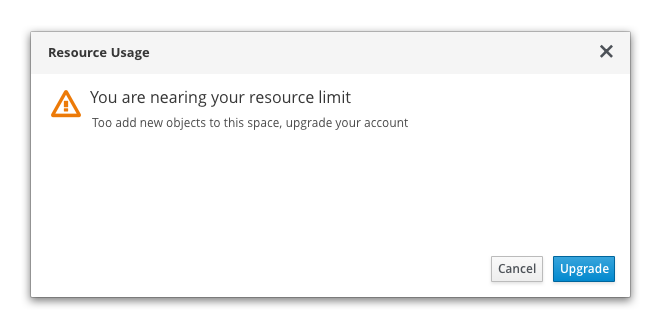 Resource Usage
You are nearing your resource limit
Too add new objects to this space, upgrade your account
Cancel Upgrade